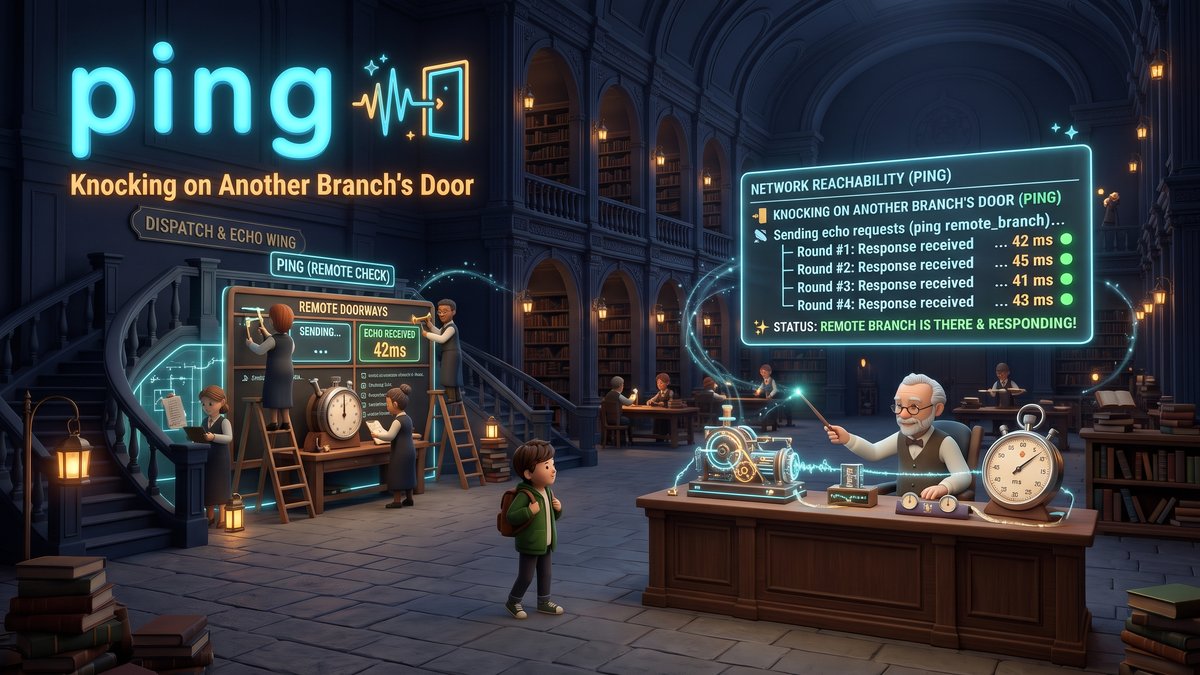 ping
Knocking on Another Branch's Door
DISPATCH & ECHO WING
PING (REMOTE CHECK)
REMOTE DOORWAYS
SENDING...
...
ECHO RECEIVED
42ms
NETWORK REACHABILITY (PING)
KNOCKING ON ANOTHER BRANCH'S DOOR (PING)
Sending echo requests (ping remote_branch)...
Round #1: Response received ... 42 ms
Round #2: Response received ... 45 ms
Round #3: Response received ... 41 ms
Round #4: Response received ... 43 ms
STATUS: REMOTE BRANCH IS THERE & RESPONDING!
ms